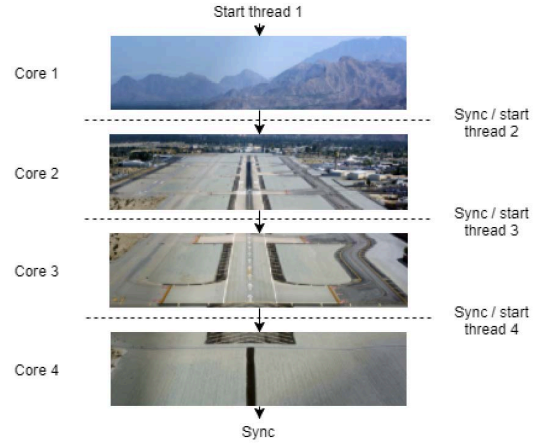 Start thread 1
Core 1
Sync / start
thread 2
Core 2
Sync / start
thread 3
Core 3
Sync / start
thread 4
Core 4
Sync